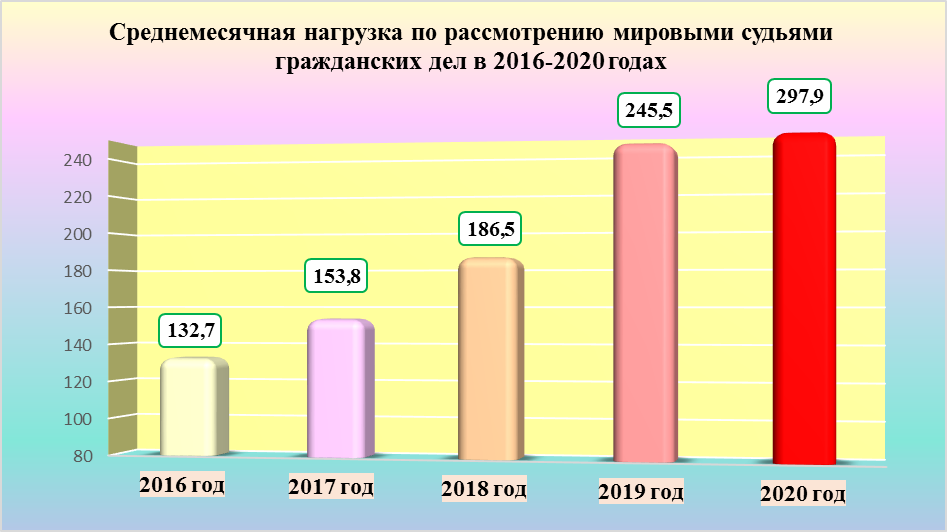 Среднемесячная нагрузка по рассмотрению мировыми судьями
гражданских дел в 2016-2020 годах
297,9
245,5
186,5
153,8
132,7
240
220
200
180
160
140
120
100
80
2016 год
2017 год
2018 год
2019 год
2020 год